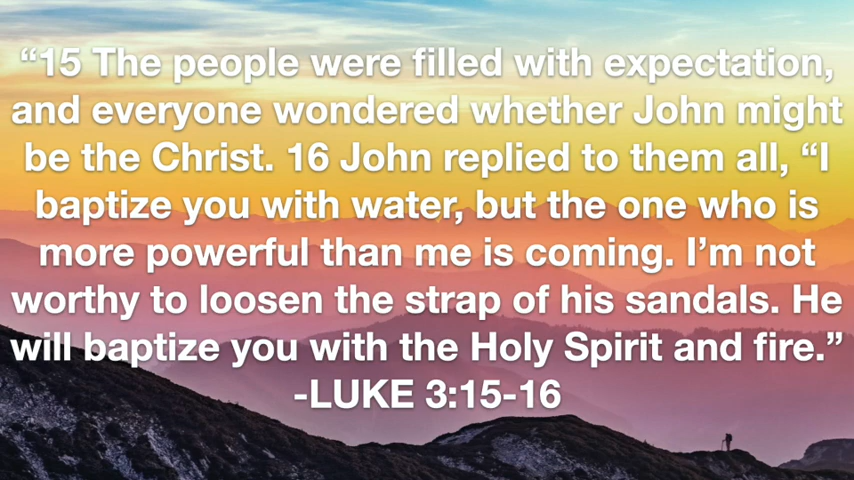 “15 The people were filled with expectation,
and everyone wondered whether John might
be the Christ. 16 John replied to them all, “I
baptize you with water, but the one who is
more powerful than me is coming. I’m not
worthy to loosen the strap of his sandals. He
will baptize you with the Holy Spirit and fire.”
-LUKE 3:15-16